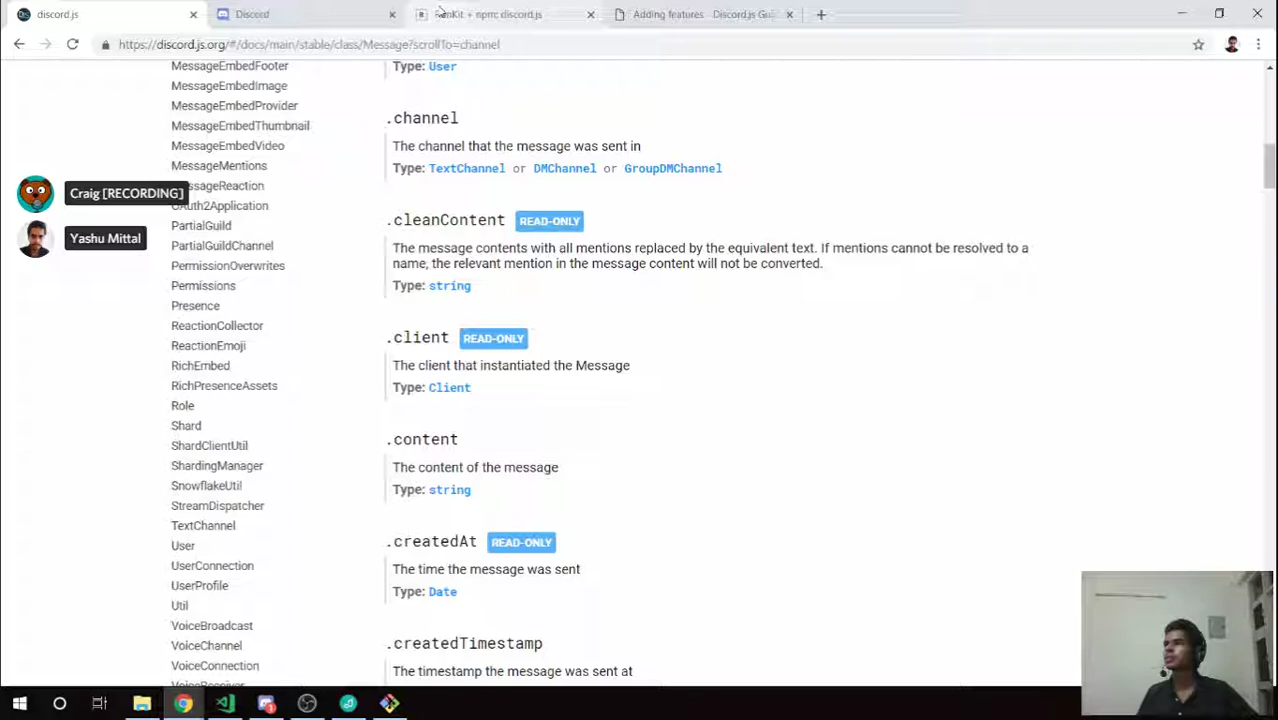 discord.js
Discord
RunKit + npm: discord.js
Adding features | Discord.js Gu
https://discord.js.org/#/docs/main/stable/class/Message?scrollTo=channel
MessageEmbedFooter
MessageEmbedImage
MessageEmbedProvider
MessageEmbedThumbnail
MessageEmbedVideo
MessageMentions
MessageReaction
OAuth2Application
PartialGuild
PartialGuildChannel
PermissionOverwrites
Permissions
Presence
ReactionCollector
ReactionEmoji
RichEmbed
RichPresenceAssets
Role
Shard
ShardClientUtil
ShardingManager
SnowflakeUtil
StreamDispatcher
TextChannel
User
UserConnection
UserProfile
Util
VoiceBroadcast
VoiceChannel
VoiceConnection
VoiceReceiver
Craig [RECORDING]
Yashu Mittal
Type: User
.channel
The channel that the message was sent in
Type: TextChannel or DMChannel or GroupDMChannel
.cleanContent READ-ONLY
The message contents with all mentions replaced by the equivalent text. If mentions cannot be resolved to a
name, the relevant mention in the message content will not be converted.
Type: string
.client READ-ONLY
The client that instantiated the Message
Type: Client
.content
The content of the message
Type: string
.createdAt READ-ONLY
The time the message was sent
Type: Date
.createdTimestamp
The timestamp the message was sent at